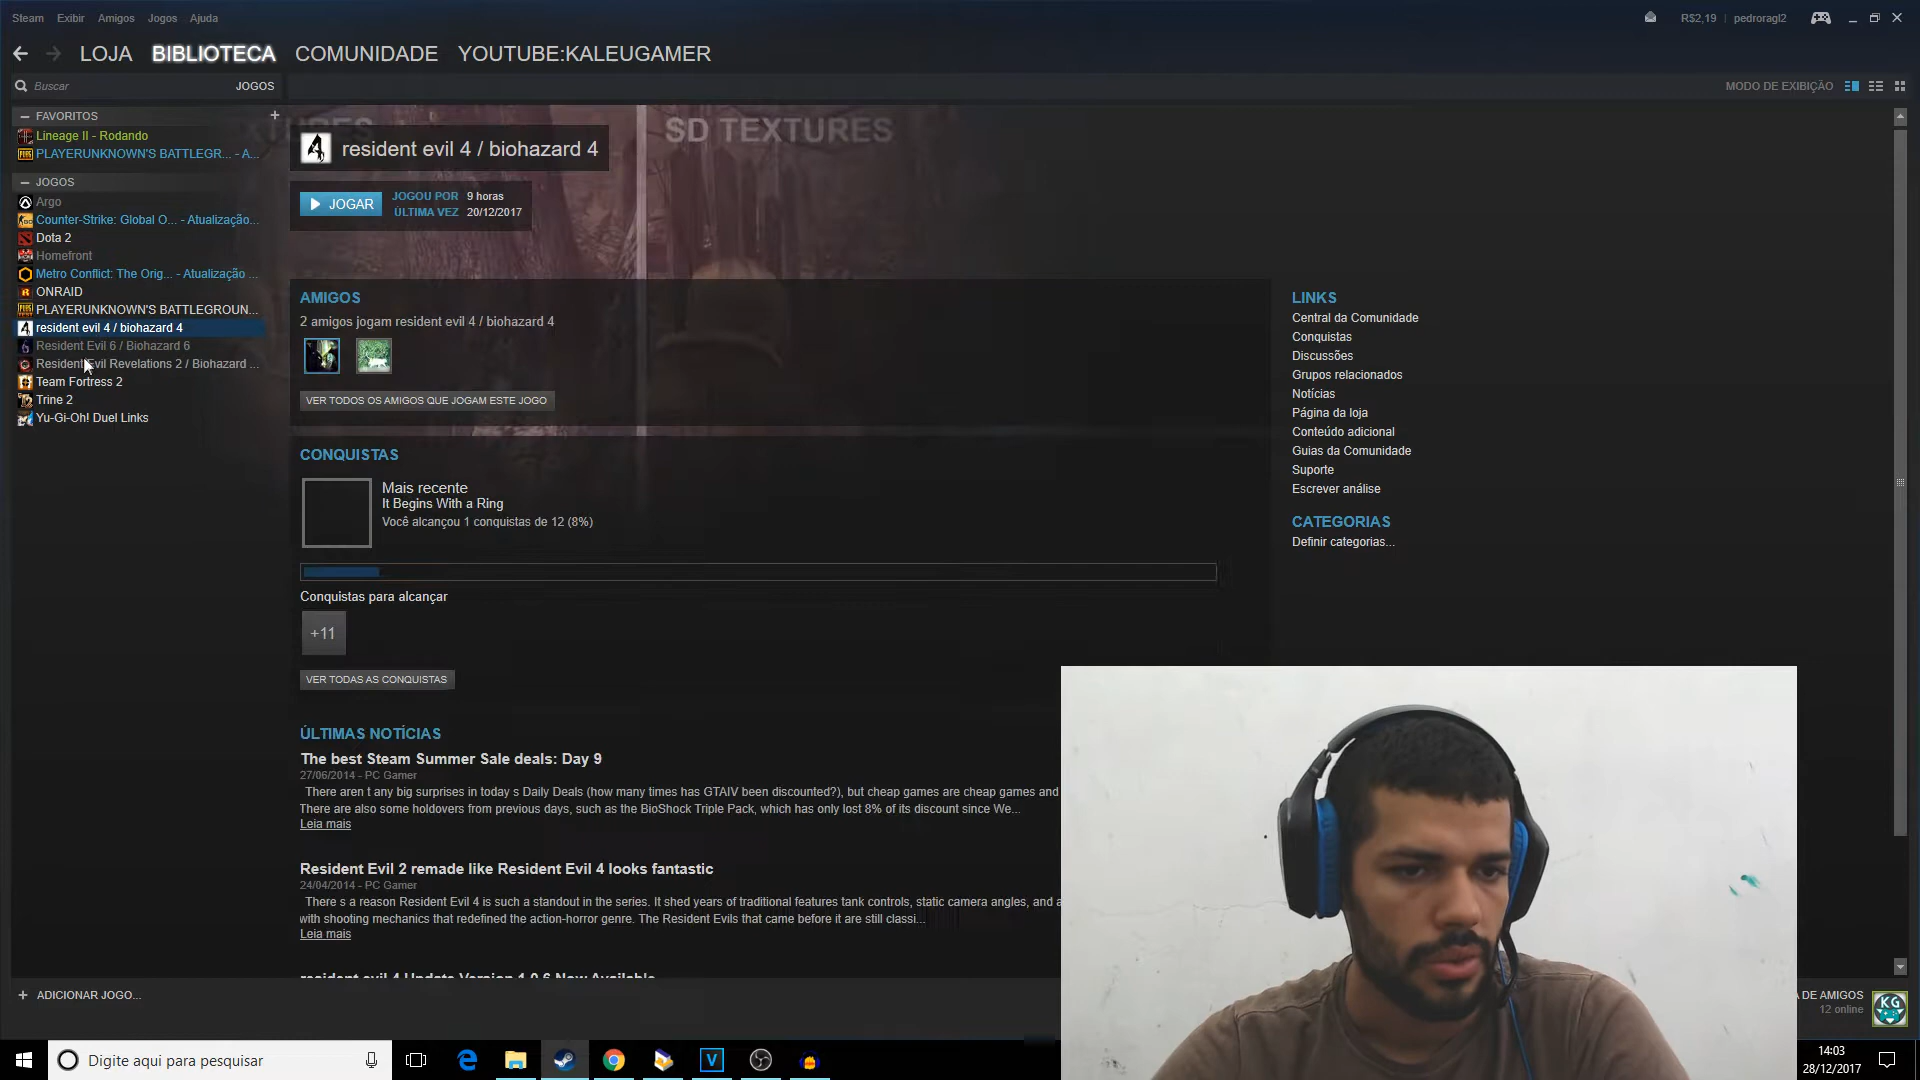 Steam Exibir Amigos Jogos Ajuda
R$2,19 pedroragl2
LOJA BIBLIOTECA COMUNIDADE YOUTUBE:KALEUGAMER
Buscar JOGOS
MODO DE EXIBIÇÃO
FAVORITOS +
Lineage II - Rodando
PLAYERUNKNOWN'S BATTLEGR... - A...
JOGOS
Argo
Counter-Strike: Global O... - Atualização...
Dota 2
Homefront
Metro Conflict: The Orig... - Atualização ...
ONRAID
PLAYERUNKNOWN'S BATTLEGROUN...
resident evil 4 / biohazard 4
Resident Evil 6 / Biohazard 6
Resident Evil Revelations 2 / Biohazard ...
Team Fortress 2
Trine 2
Yu-Gi-Oh! Duel Links
SD TEXTURES
resident evil 4 / biohazard 4
JOGAR
JOGOU POR 9 horas
ÚLTIMA VEZ 20/12/2017
AMIGOS
2 amigos jogam resident evil 4 / biohazard 4
VER TODOS OS AMIGOS QUE JOGAM ESTE JOGO
CONQUISTAS
Mais recente
It Begins With a Ring
Você alcançou 1 conquistas de 12 (8%)
Conquistas para alcançar
+11
VER TODAS AS CONQUISTAS
ÚLTIMAS NOTÍCIAS
The best Steam Summer Sale deals: Day 9
27/06/2014 - PC Gamer
There aren t any big surprises in today s Daily Deals (how many times has GTAIV been discounted?), but cheap games are cheap games and
There are also some holdovers from previous days, such as the BioShock Triple Pack, which has only lost 8% of its discount since We...
Leia mais
Resident Evil 2 remade like Resident Evil 4 looks fantastic
24/04/2014 - PC Gamer
There s a reason Resident Evil 4 is such a standout in the series. It shed years of traditional features tank controls, static camera angles, and a
with shooting mechanics that redefined the action-horror genre. The Resident Evils that came before it are still classi...
Leia mais
resident evil 4 Update Version 1.0.6 Now Available
LINKS
Central da Comunidade
Conquistas
Discussões
Grupos relacionados
Notícias
Página da loja
Conteúdo adicional
Guias da Comunidade
Suporte
Escrever análise
CATEGORIAS
Definir categorias...
+ ADICIONAR JOGO...
DE AMIGOS
12 online
KG
Digite aqui para pesquisar
14:03
28/12/2017